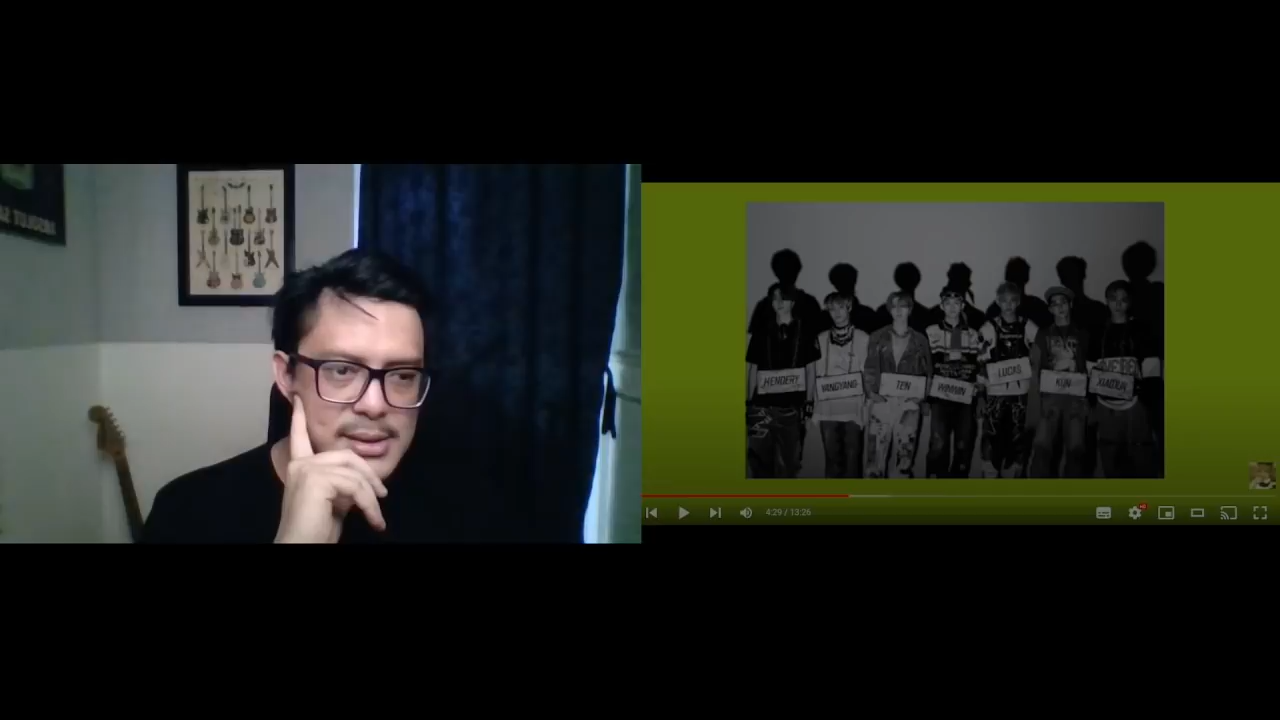 HENDERY
YANGYANG
TEN
WINWIN
LUCAS
KUN
XIAOJUN
4:29 / 13:26